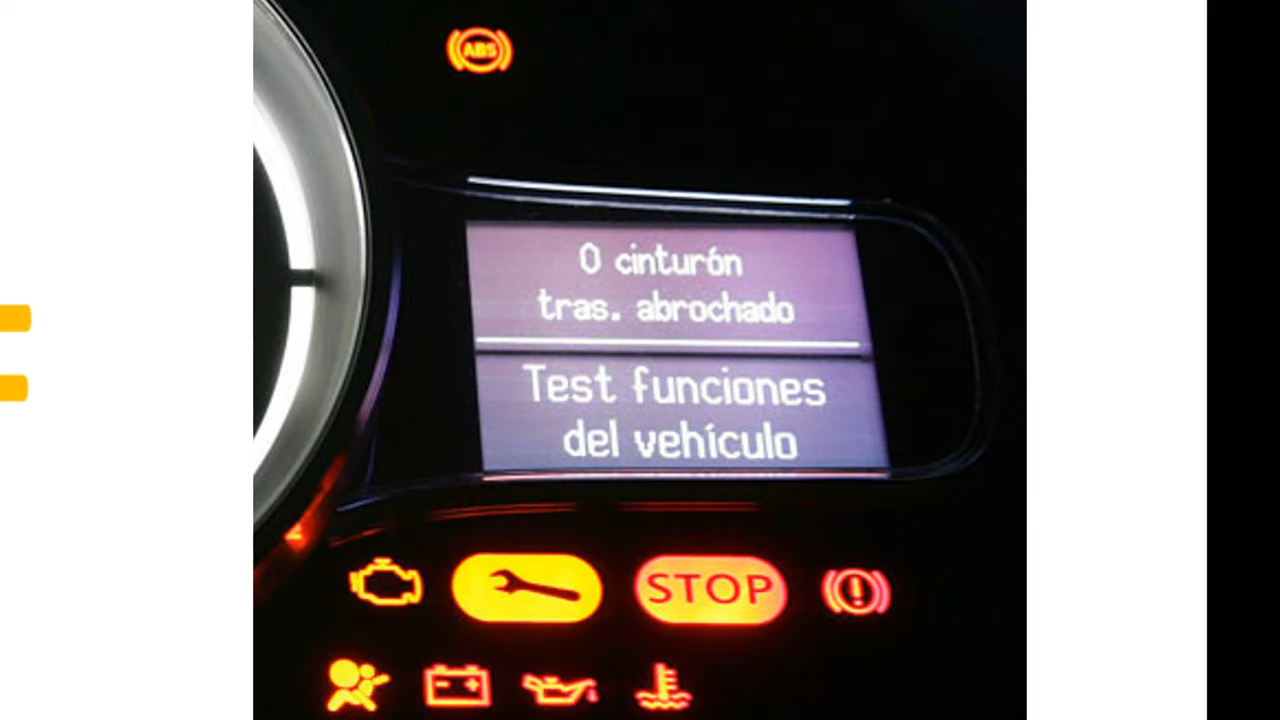 ABS
0 cinturón
tras. abrochado
Test funciones
del vehículo
STOP